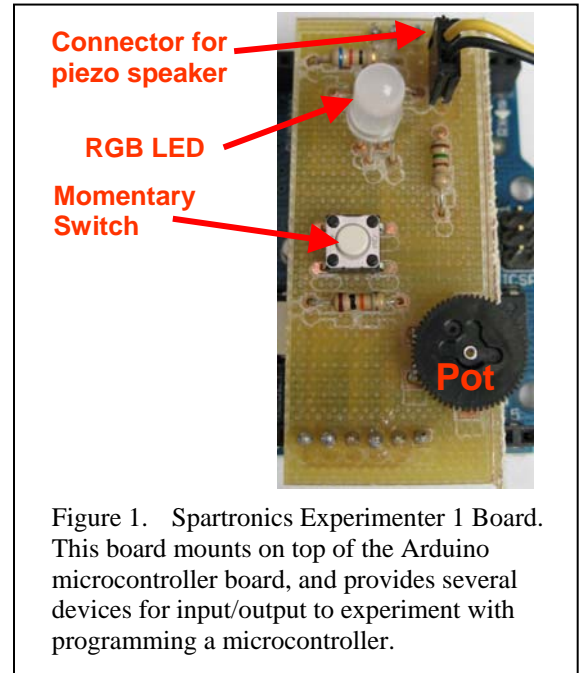 Connector for
piezo speaker
RGB LED
Momentary
Switch
Pot
Figure 1. Spartronics Experimenter 1 Board.
This board mounts on top of the Arduino
microcontroller board, and provides several
devices for input/output to experiment with
programming a microcontroller.